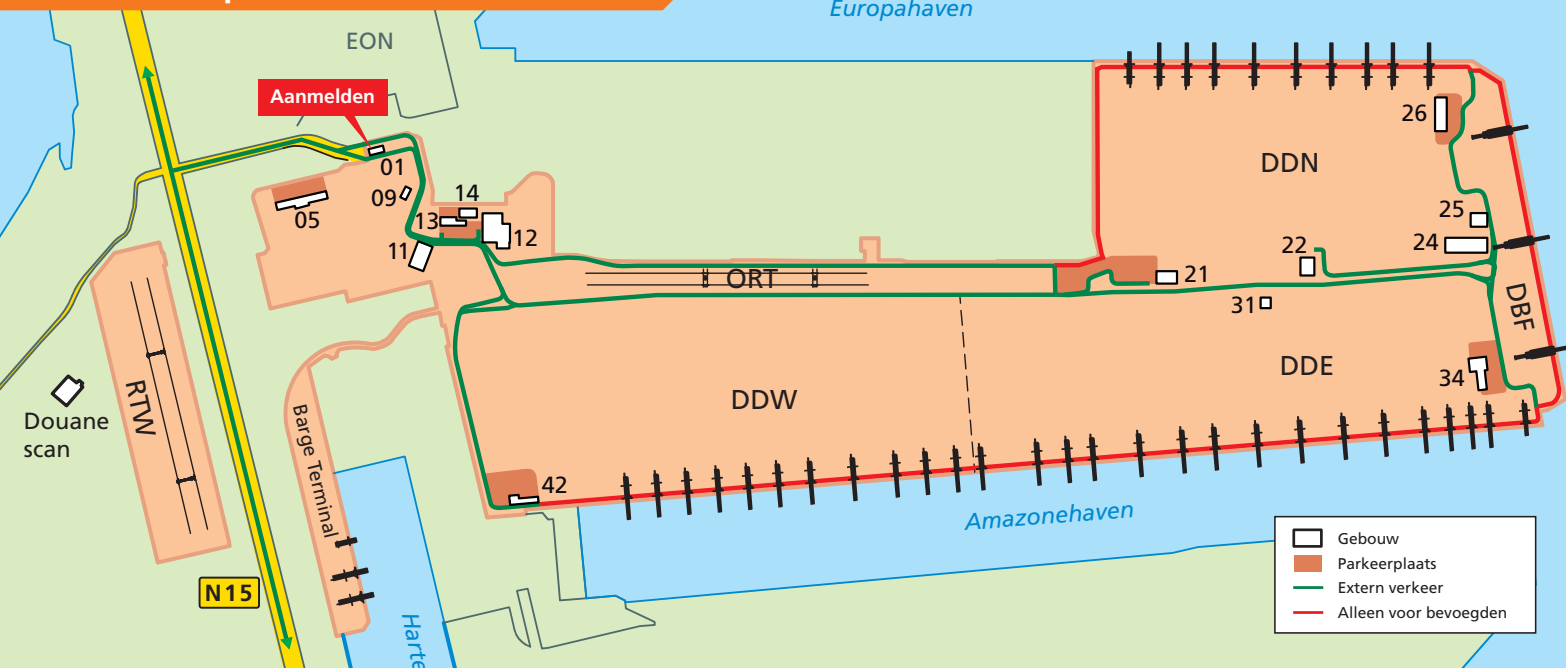 Europahaven
EON
Aanmelden
01
05
09
14
13
12
11
ORT
DDN
26
25
24
22
21
31
DBF
DDE
34
DDW
42
RTW
Douane
scan
Barge Terminal
N15
Amazonehaven
Harte
Gebouw
Parkeerplaats
Extern verkeer
Alleen voor bevoegden